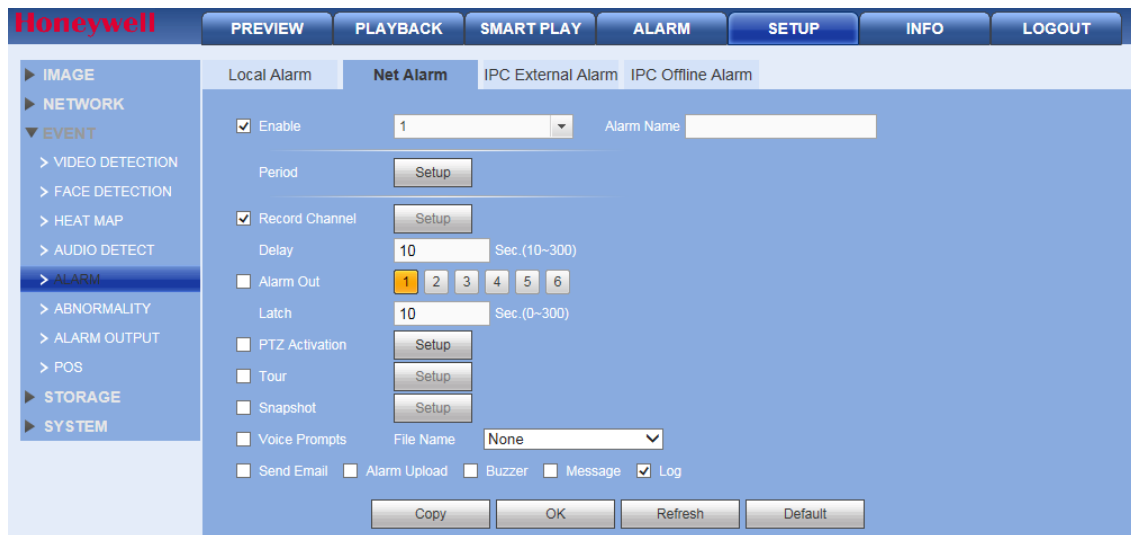 Honeywell PREVIEW PLAYBACK SMART PLAY ALARM SETUP INFO LOGOUT
IMAGE
NETWORK
EVENT
> VIDEO DETECTION
> FACE DETECTION
> HEAT MAP
> AUDIO DETECT
> ALARM
> ABNORMALITY
> ALARM OUTPUT
> POS
STORAGE
SYSTEM
Local Alarm Net Alarm IPC External Alarm IPC Offline Alarm
Enable 1 Alarm Name
Period Setup
Record Channel Setup
Delay 10 Sec.(10~300)
Alarm Out 1 2 3 4 5 6
Latch 10 Sec.(0~300)
PTZ Activation Setup
Tour Setup
Snapshot Setup
Voice Prompts File Name None
Send Email Alarm Upload Buzzer Message Log
Copy OK Refresh Default